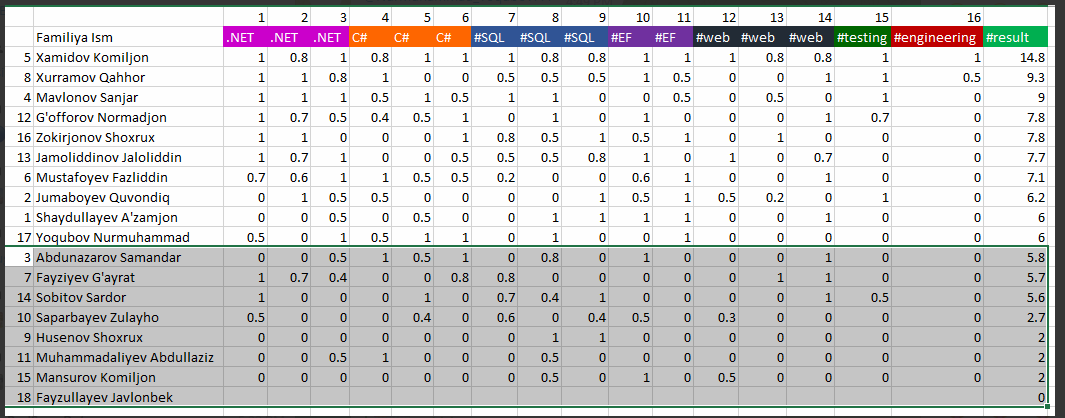 1 2 3 4 5 6 7 8 9 10 11 12 13 14 15 16
Familiya Ism .NET .NET .NET C# C# C# #SQL #SQL #SQL #EF #EF #web #web #web #testing #engineering #result
5 Xamidov Komiljon 1 0.8 1 0.8 1 1 1 0.8 0.8 1 1 1 0.8 0.8 1 1 14.8
8 Xurramov Qahhor 1 1 0.8 1 0 0 0.5 0.5 0.5 1 0.5 0 0 1 1 0.5 9.3
4 Mavlonov Sanjar 1 1 1 0.5 1 0.5 1 1 0 0 0.5 0 0.5 0 1 0 9
12 G'offorov Normadjon 1 0.7 0.5 0.4 0.5 1 0 1 0 1 0 0 0 1 0.7 0 7.8
16 Zokirjonov Shoxrux 1 1 0 0 0 1 0.8 0.5 1 0.5 1 0 1 0 0 0 7.8
13 Jamoliddinov Jaloliddin 1 0.7 1 0 0 0.5 0.5 0.5 0.8 1 0 1 0 0.7 0 0 7.7
6 Mustafoyev Fazliddin 0.7 0.6 1 1 0.5 0.5 0.2 0 0 0.6 1 0 0 1 0 0 7.1
2 Jumaboyev Quvondiq 0 1 0.5 0.5 0 0 0 0 1 0.5 1 0.5 0.2 0 1 0 6.2
1 Shaydullayev A'zamjon 0 0 0.5 0 0.5 0 0 1 1 1 1 0 0 1 0 0 6
17 Yoqubov Nurmuhammad 0.5 0 1 0.5 1 1 0 1 0 0 1 0 0 0 0 0 6
3 Abdunazarov Samandar 0 0 0.5 1 0.5 1 0 0.8 0 1 0 0 0 1 0 0 5.8
7 Fayziyev G'ayrat 1 0.7 0.4 0 0 0.8 0.8 0 0 0 0 0 1 1 0 0 5.7
14 Sobitov Sardor 1 0 0 0 1 0 0.7 0.4 1 0 0 0 0 1 0.5 0 5.6
10 Saparbayev Zulayho 0.5 0 0 0 0.4 0 0.6 0 0.4 0.5 0 0.3 0 0 0 0 2.7
9 Husenov Shoxrux 0 0 0 0 0 0 0 1 1 0 0 0 0 0 0 0 2
11 Muhammadaliyev Abdullaziz 0 0 0.5 1 0 0 0 0.5 0 0 0 0 0 0 0 0 2
15 Mansurov Komiljon 0 0 0 0 0 0 0 0.5 0 1 0 0.5 0 0 0 0 2
18 Fayzullayev Javlonbek 0